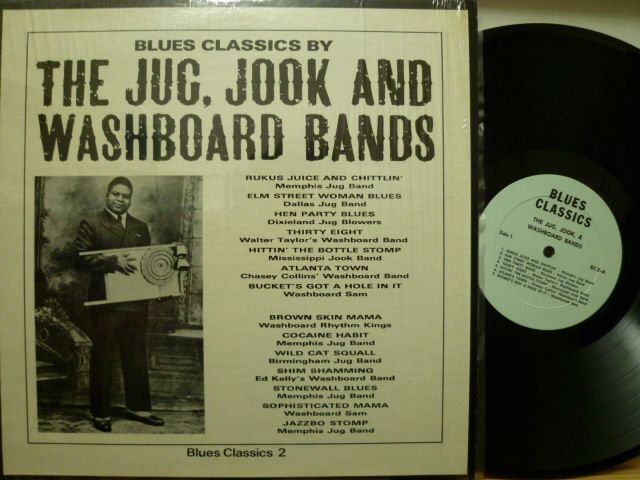 BLUES CLASSICS BY
THE JUG, JOOK AND
WASHBOARD BANDS
RUKUS JUICE AND CHITTLIN'
Memphis Jug Band
ELM STREET WOMAN BLUES
Dallas Jug Band
HEN PARTY BLUES
Dixieland Jug Blowers
THIRTY EIGHT
Walter Taylor's Washboard Band
HITTIN' THE BOTTLE STOMP
Mississippi Jook Band
ATLANTA TOWN
Chasey Collins' Washboard Band
BUCKET'S GOT A HOLE IN IT
Washboard Sam
BROWN SKIN MAMA
Washboard Rhythm Kings
COCAINE HABIT
Memphis Jug Band
WILD CAT SQUALL
Birmingham Jug Band
SHIM SHAMMING
Ed Kelly's Washboard Band
STONEWALL BLUES
Memphis Jug Band
SOPHISTICATED MAMA
Washboard Sam
JAZZBO STOMP
Memphis Jug Band
Blues Classics 2
BLUES
CLASSICS
THE JUG, JOOK, &
WASHBOARD BANDS
Side 1
BC 2-A